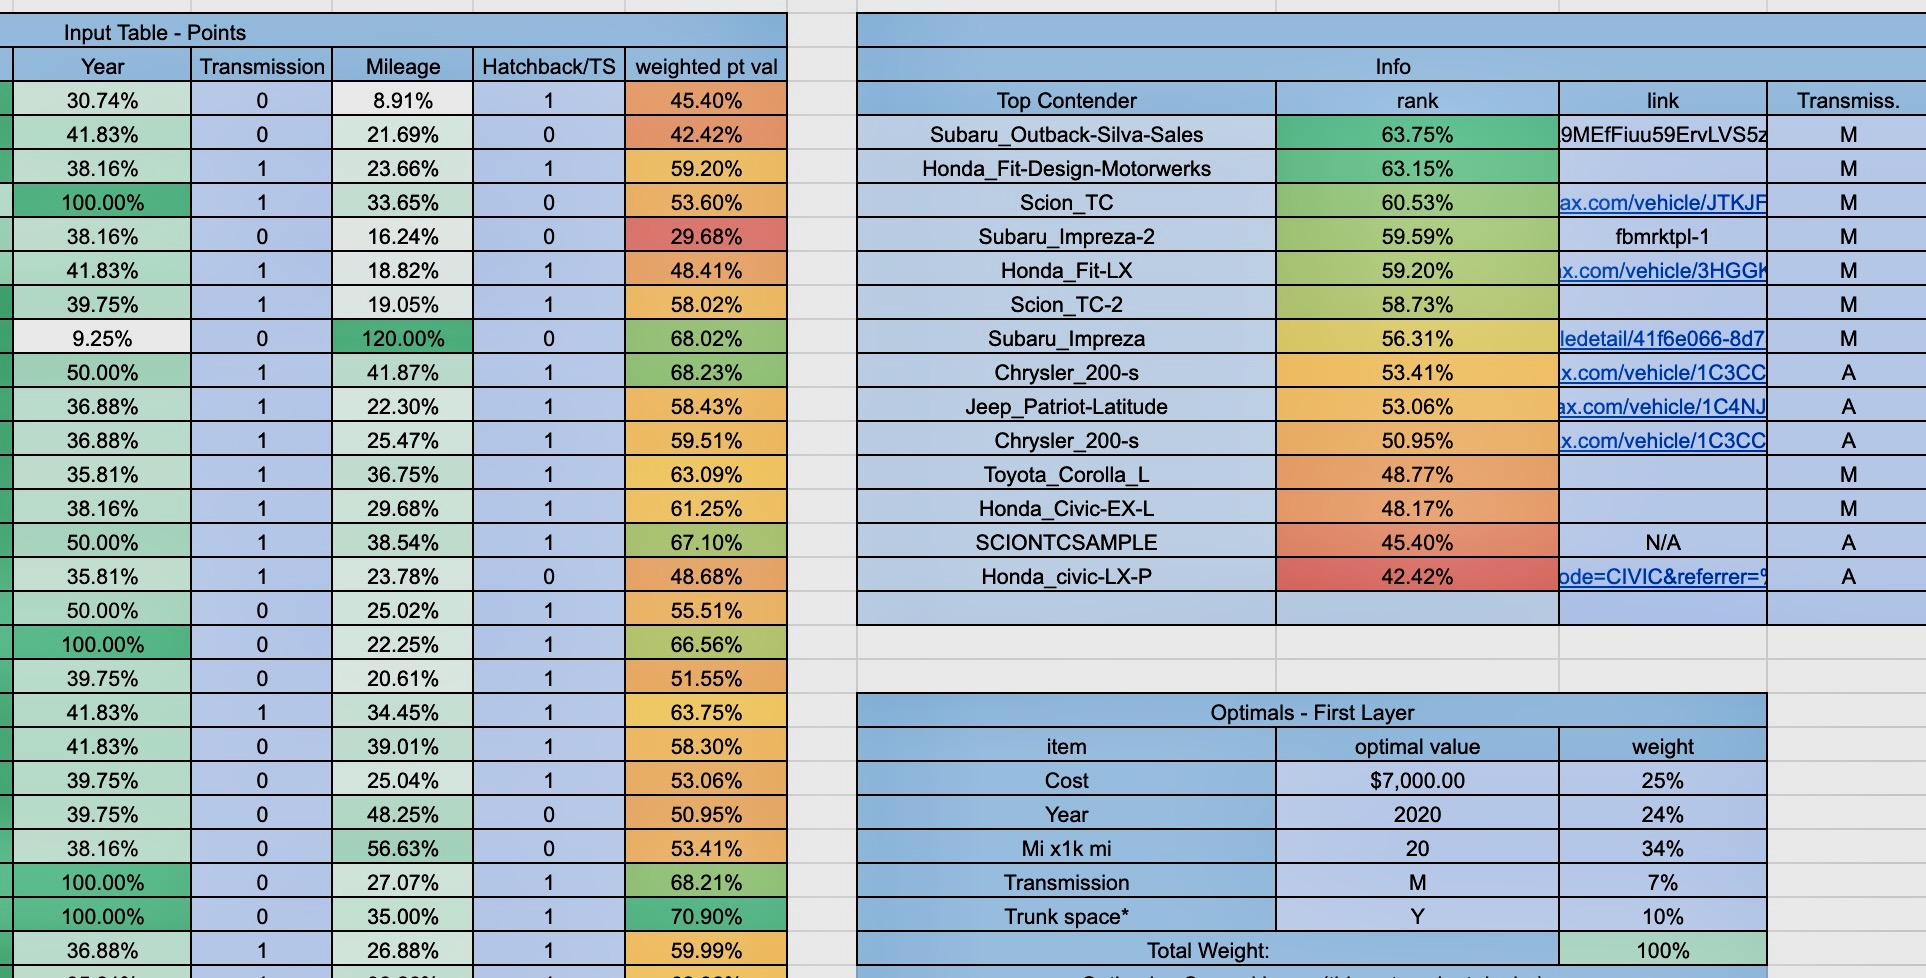 Input Table - Points
Year Transmission Mileage Hatchback/TS weighted pt val
30.74% 0 8.91% 1 45.40%
41.83% 0 21.69% 0 42.42%
38.16% 1 23.66% 1 59.20%
100.00% 1 33.65% 0 53.60%
38.16% 0 16.24% 0 29.68%
41.83% 1 18.82% 1 48.41%
39.75% 1 19.05% 1 58.02%
9.25% 0 120.00% 0 68.02%
50.00% 1 41.87% 1 68.23%
36.88% 1 22.30% 1 58.43%
36.88% 1 25.47% 1 59.51%
35.81% 1 36.75% 1 63.09%
38.16% 1 29.68% 1 61.25%
50.00% 1 38.54% 1 67.10%
35.81% 1 23.78% 0 48.68%
50.00% 0 25.02% 1 55.51%
100.00% 0 22.25% 1 66.56%
39.75% 0 20.61% 1 51.55%
41.83% 1 34.45% 1 63.75%
41.83% 0 39.01% 1 58.30%
39.75% 0 25.04% 1 53.06%
39.75% 0 48.25% 0 50.95%
38.16% 0 56.63% 0 53.41%
100.00% 0 27.07% 1 68.21%
100.00% 0 35.00% 1 70.90%
36.88% 1 26.88% 1 59.99%
Info
Top Contender rank link Transmiss.
Subaru_Outback-Silva-Sales 63.75% 9MEfFiuu59ErvLVS5z M
Honda_Fit-Design-Motorwerks 63.15% M
Scion_TC 60.53% ax.com/vehicle/JTKJF M
Subaru_Impreza-2 59.59% fbmrktpl-1 M
Honda_Fit-LX 59.20% x.com/vehicle/3HGGK M
Scion_TC-2 58.73% M
Subaru_Impreza 56.31% ledetail/41f6e066-8d7 M
Chrysler_200-s 53.41% x.com/vehicle/1C3CC A
Jeep_Patriot-Latitude 53.06% ax.com/vehicle/1C4NJ A
Chrysler_200-s 50.95% x.com/vehicle/1C3CC A
Toyota_Corolla_L 48.77% M
Honda_Civic-EX-L 48.17% M
SCIONTCSAMPLE 45.40% N/A A
Honda_civic-LX-P 42.42% ode=CIVIC&referrer=% A
Optimals - First Layer
item optimal value weight
Cost $7,000.00 25%
Year 2020 24%
Mi x1k mi 20 34%
Transmission M 7%
Trunk space* Y 10%
Total Weight: 100%